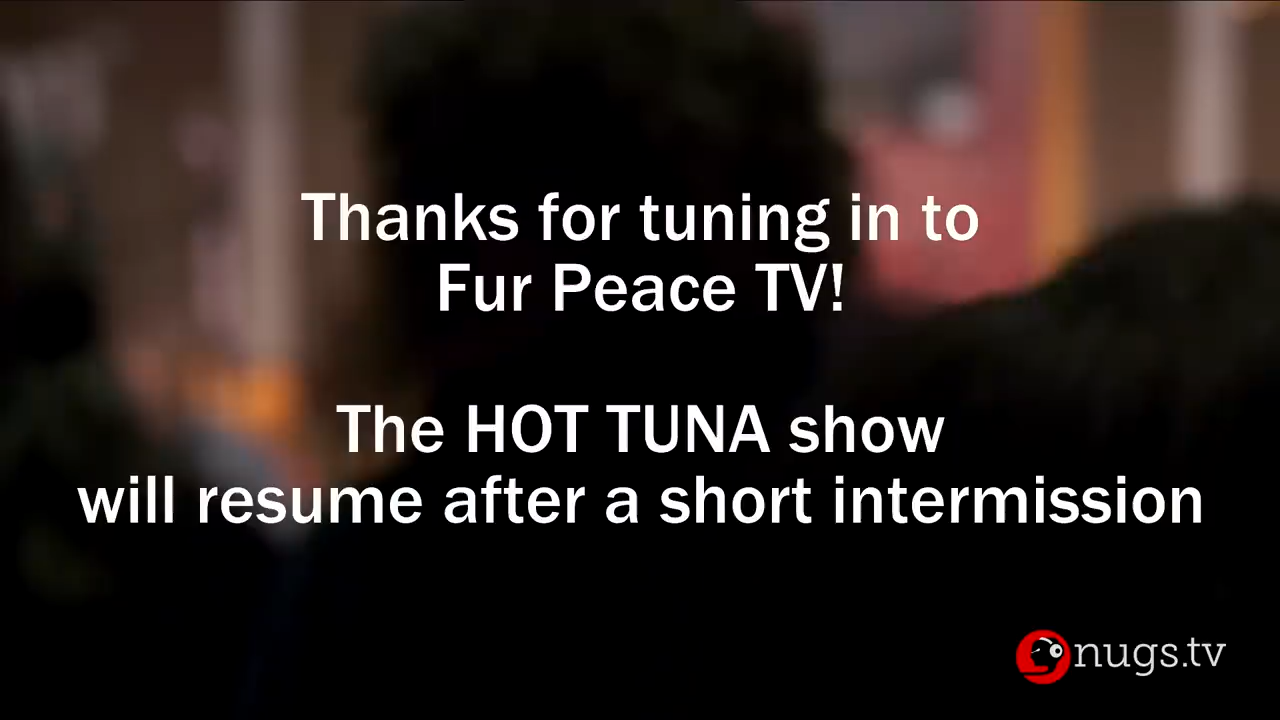 Thanks for tuning in to
Fur Peace TV!
The HOT TUNA show
will resume after a short intermission
nugs.tv